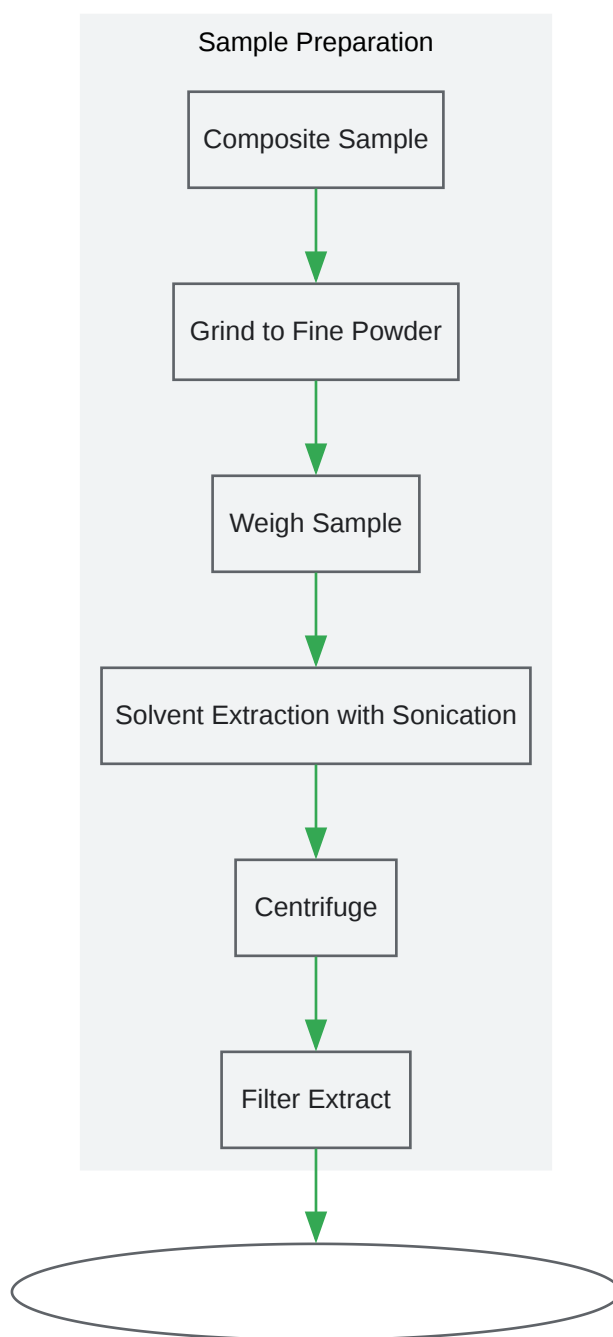 Sample Preparation
Composite Sample
Grind to Fine Powder
Weigh Sample
Solvent Extraction with Sonication
Centrifuge
Filter Extract